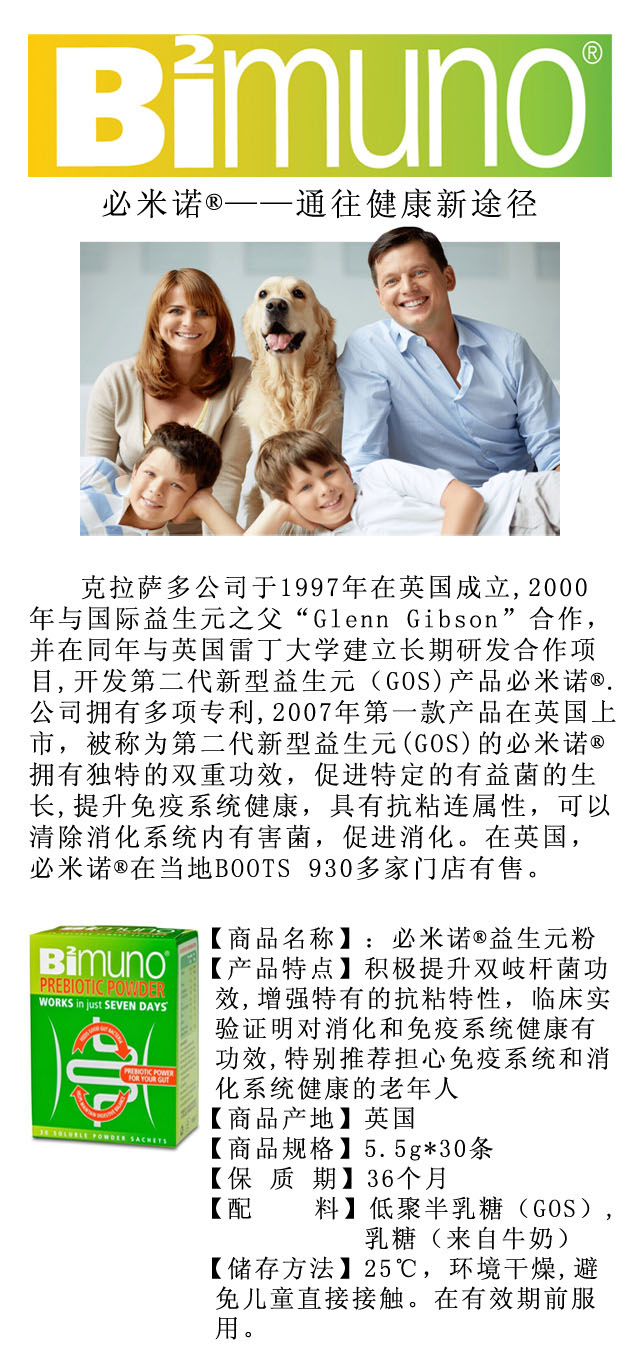 B2imuno®
必米诺®——通往健康新途径
克拉萨多公司于1997年在英国成立,2000
年与国际益生元之父“Glenn Gibson”合作，
并在同年与英国雷丁大学建立长期研发合作项
目,开发第二代新型益生元（GOS)产品必米诺®.
公司拥有多项专利,2007年第一款产品在英国上
市，被称为第二代新型益生元(GOS)的必米诺®
拥有独特的双重功效，促进特定的有益菌的生
长,提升免疫系统健康，具有抗粘连属性，可以
清除消化系统内有害菌，促进消化。在英国，
必米诺®在当地BOOTS 930多家门店有售。
B2imuno®
PREBIOTIC POWDER
WORKS in just SEVEN DAYS
FEEDS GOOD GUT BACTERIA
PREBIOTIC POWER
FOR YOUR GUT
HELPS MAINTAIN DIGESTIVE BALANCE
30 SOLUBLE POWDER SACHETS
【商品名称】：必米诺®益生元粉
【产品特点】积极提升双岐杆菌功
效,增强特有的抗粘特性，临床实
验证明对消化和免疫系统健康有
功效,特别推荐担心免疫系统和消
化系统健康的老年人
【商品产地】英国
【商品规格】5.5g*30条
【保 质 期】36个月
【配　　料】低聚半乳糖（GOS），
乳糖（来自牛奶）
【储存方法】25℃，环境干燥,避
免儿童直接接触。在有效期前服
用。